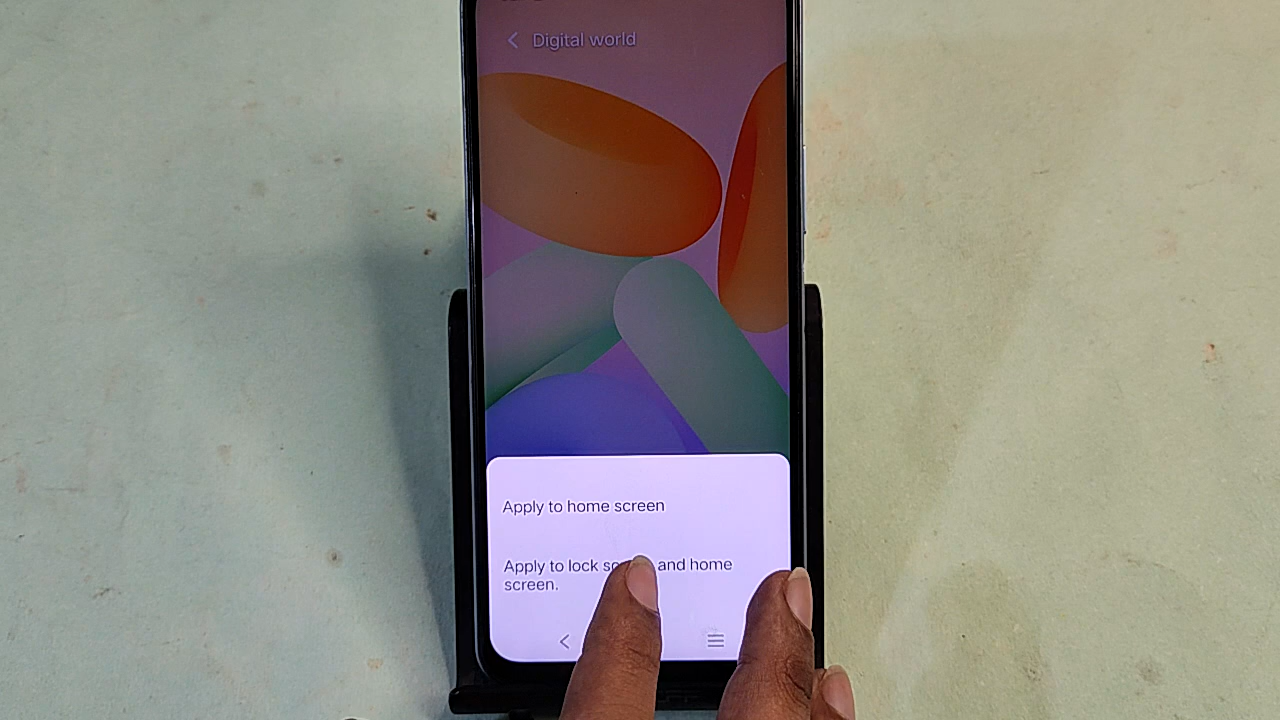 Digital world
Apply to home screen
Apply to lock and home
screen.